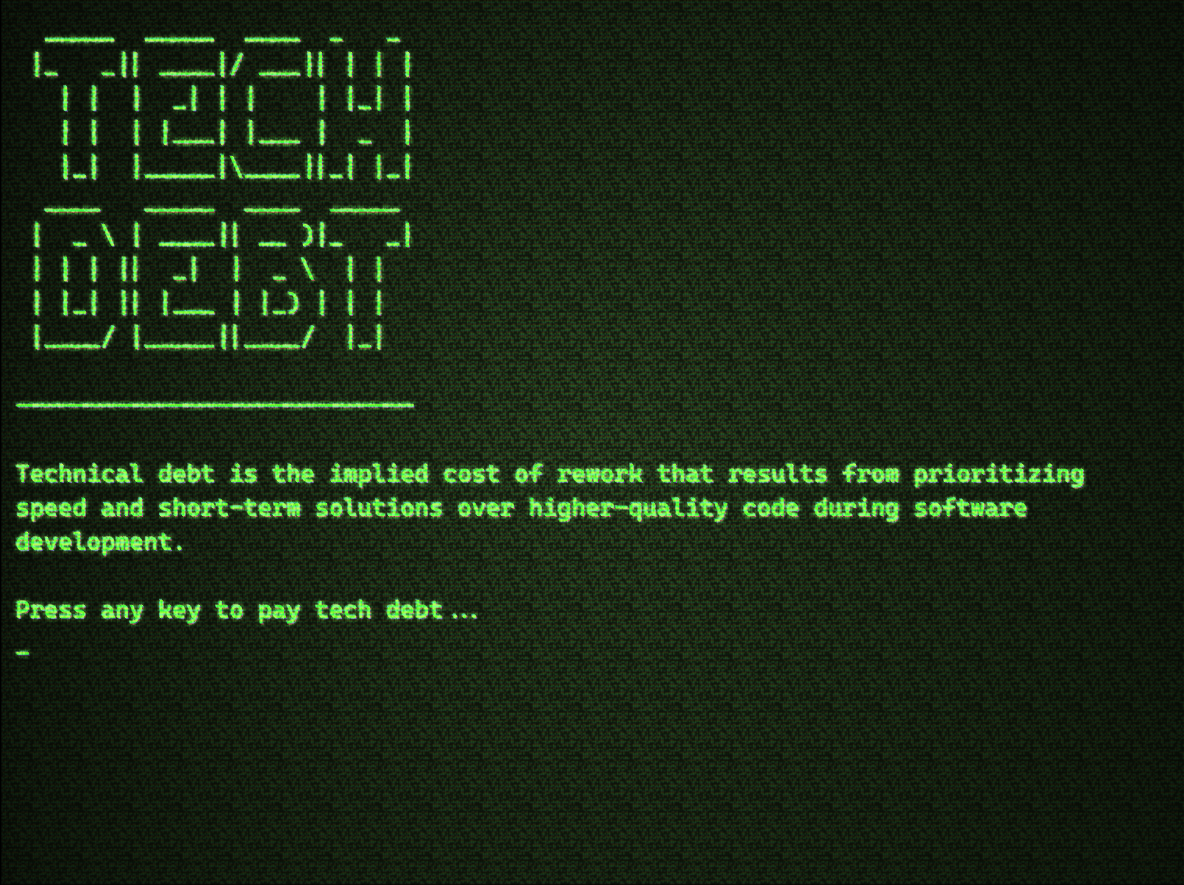 TECH
DEBT
Technical debt is the implied cost of rework that results from prioritizing
speed and short-term solutions over higher-quality code during software
development.
Press any key to pay tech debt...
_